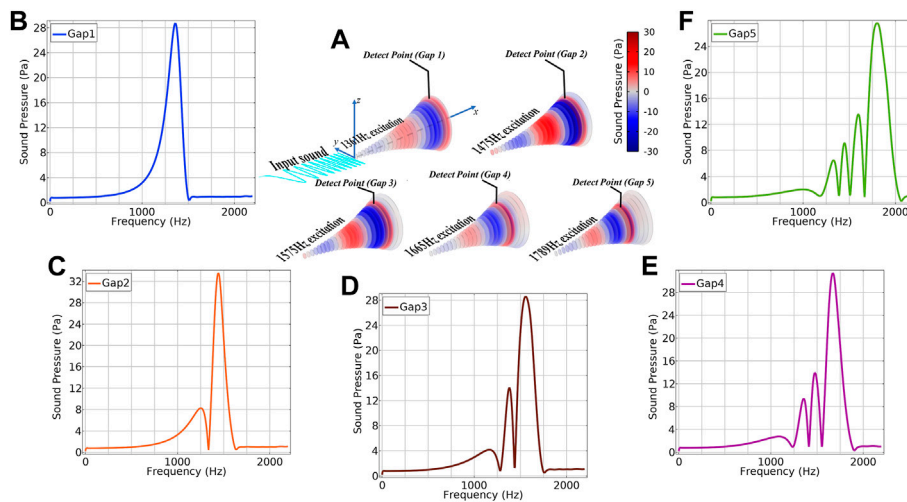 B
28
24
20
16
12
8
4
0
Sound Pressure (Pa)
Gap1
0
1000
2000
Frequency (Hz)
A
Detect Point (Gap 1)
Detect Point (Gap 2)
z
y
x
Input sound
1361Hz excitation
1475Hz excitation
30
20
10
0
-10
-20
-30
Sound Pressure (Pa)
Detect Point (Gap 3)
Detect Point (Gap 4)
Detect Point (Gap 5)
1575Hz excitation
1665Hz excitation
1789Hz excitation
F
28
24
20
16
12
8
4
0
Sound Pressure (Pa)
Gap5
0
1000
2000
Frequency (Hz)
C
32
28
24
20
16
12
8
4
0
Sound Pressure (Pa)
Gap2
0
1000
2000
Frequency (Hz)
D
28
24
20
16
12
8
4
0
Sound Pressure (Pa)
Gap3
0
1000
2000
Frequency (Hz)
E
28
24
20
16
12
8
4
0
Sound Pressure (Pa)
Gap4
0
1000
2000
Frequency (Hz)